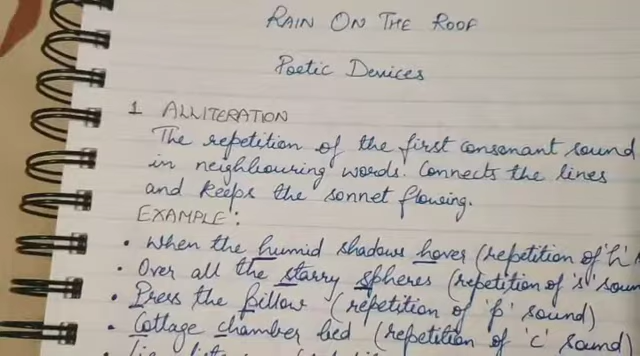 RAIN ON THE ROOF
Poetic Devices
1 ALLITERATION
The repetition of the first consonant sound
in neighbouring words. Connects the lines
and keeps the sonnet flowing.
EXAMPLE:
• When the humid shadows hover (repetition of 'h'
• Over all the starry spheres (repetition of 's' soun
• Press the pillow (repetition of 'p' sound)
• Cottage chamber bed (repetition of 'c' sound)